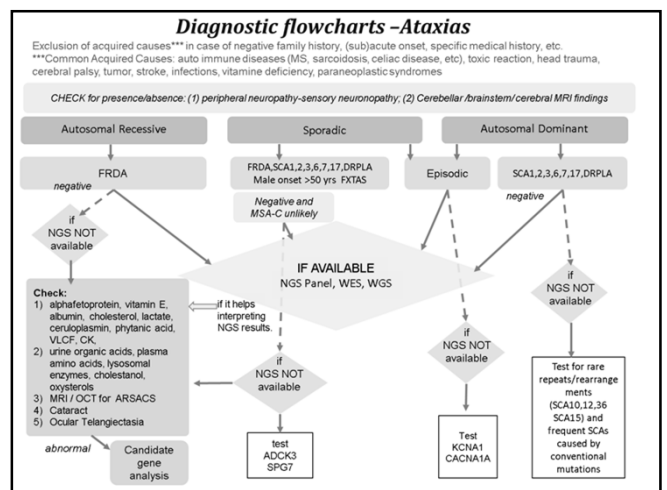 Diagnostic flowcharts –Ataxias
Exclusion of acquired causes*** in case of negative family history, (sub)acute onset, specific medical history, etc.
***Common Acquired Causes: auto immune diseases (MS, sarcoidosis, celiac disease, etc), toxic reaction, head trauma,
cerebral palsy, tumor, stroke, infections, vitamine deficiency, paraneoplastic syndromes
CHECK for presence/absence: (1) peripheral neuropathy-sensory neuronopathy; (2) Cerebellar /brainstem/ cerebral MRI findings
Autosomal Recessive
Sporadic
Autosomal Dominant
FRDA
FRDA,SCA1,2,3,6,7,17,DRPLA
Male onset >50 yrs FXTAS
Episodic
SCA1,2,3,6,7,17,DRPLA
negative
Negative and
MSA-C unlikely
negative
if
NGS NOT
available
IF AVAILABLE
NGS Panel, WES, WGS
if
NGS NOT
available
Check:
1) alphafetoprotein, vitamin E,
albumin, cholesterol, lactate,
ceruloplasmin, phytanic acid,
VLCF, CK,
2) urine organic acids, plasma
amino acids, lysosomal
enzymes, cholestanol,
oxysterols
3) MRI / OCT for ARSACS
4) Cataract
5) Ocular Telangiectasia
if it helps
interpreting
NGS results.
if
NGS NOT
available
if
NGS NOT
available
abnormal
Candidate
gene
analysis
test
ADCK3
SPG7
Test
KCNA1
CACNA1A
Test for rare
repeats/rearrange
ments
(SCA10,12,36
SCA15) and
frequent SCAs
caused by
conventional
mutations